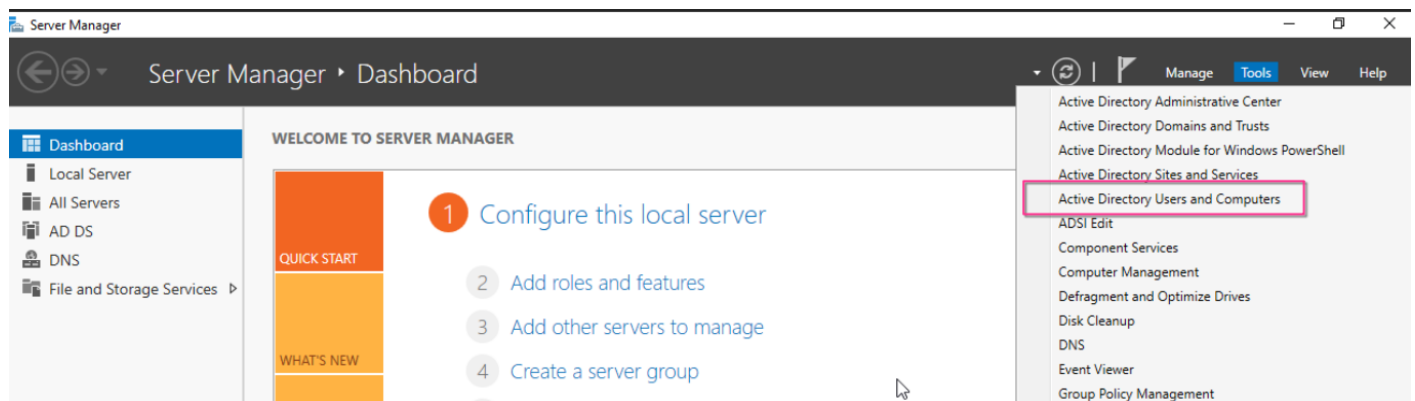 Server Manager
Server Manager ‣ Dashboard
Manage Tools View Help
Dashboard
Local Server
All Servers
AD DS
DNS
File and Storage Services
WELCOME TO SERVER MANAGER
QUICK START
WHAT'S NEW
1 Configure this local server
2 Add roles and features
3 Add other servers to manage
4 Create a server group
Active Directory Administrative Center
Active Directory Domains and Trusts
Active Directory Module for Windows PowerShell
Active Directory Sites and Services
Active Directory Users and Computers
ADSI Edit
Component Services
Computer Management
Defragment and Optimize Drives
Disk Cleanup
DNS
Event Viewer
Group Policy Management